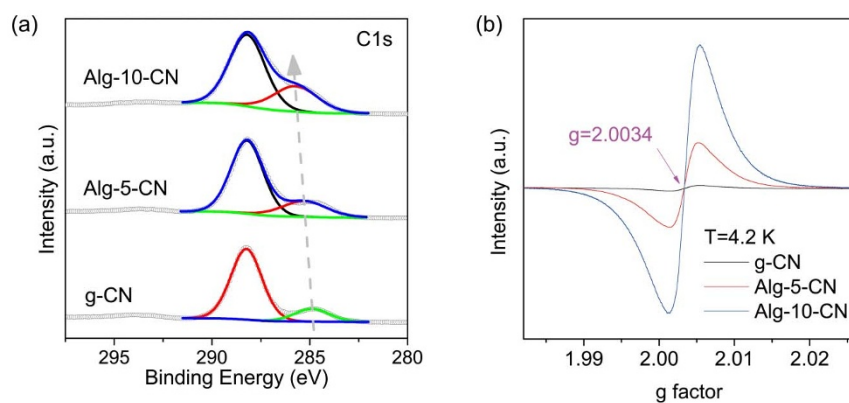 (a)
C1s
Alg-10-CN
Alg-5-CN
g-CN
Intensity (a.u.)
295
290
285
280
Binding Energy (eV)
(b)
g=2.0034
T=4.2 K
g-CN
Alg-5-CN
Alg-10-CN
Intensity (a.u.)
1.99
2.00
2.01
2.02
g factor